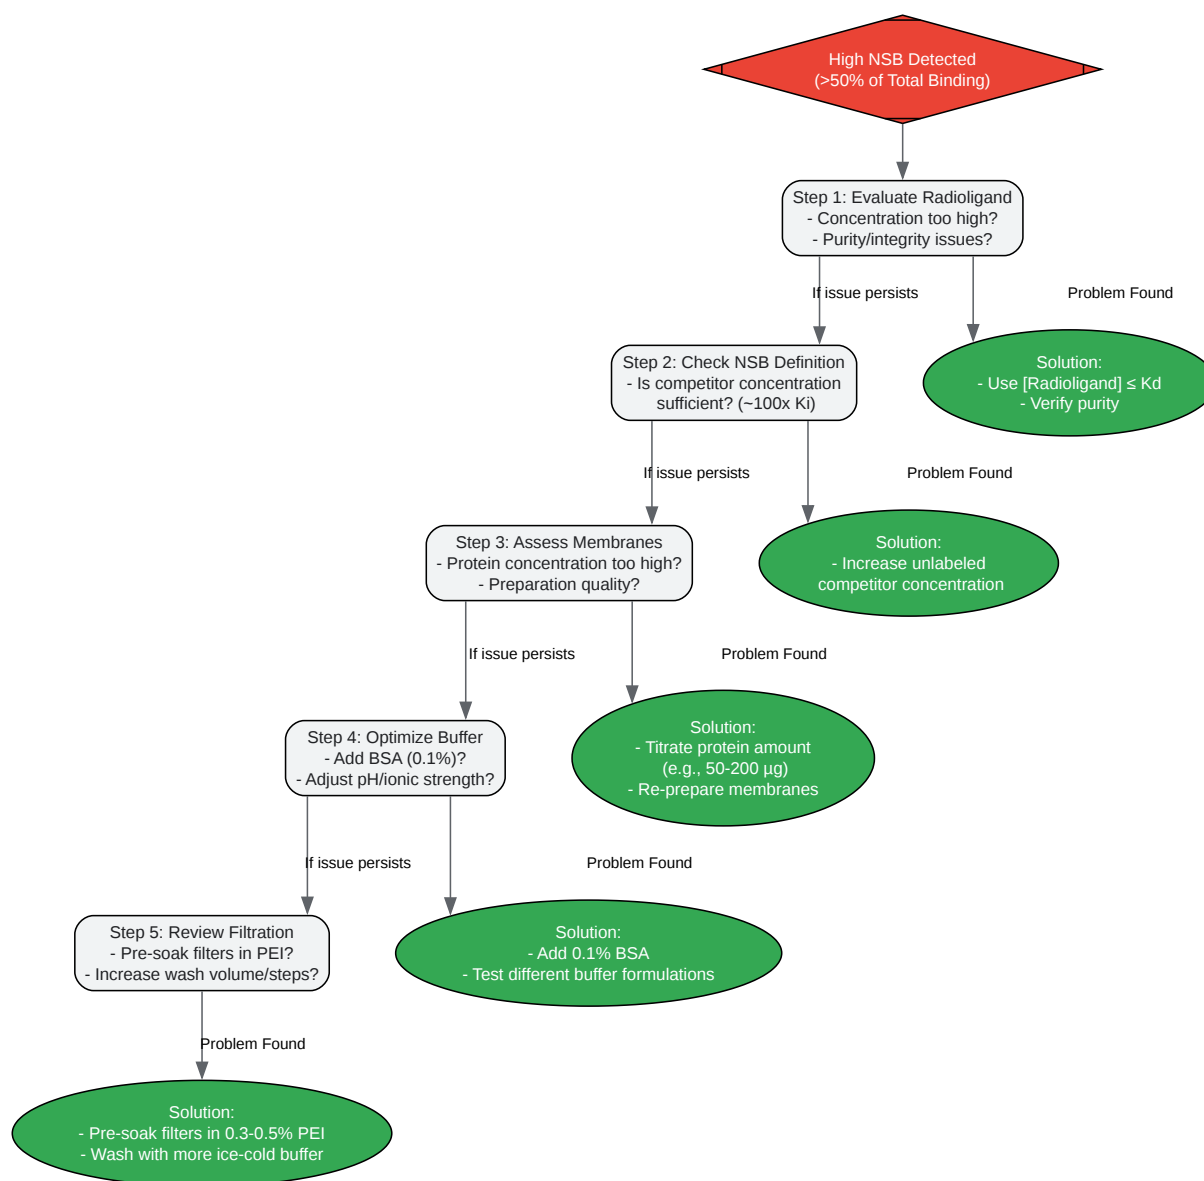 High NSB Detected
(>50% of Total Binding)
Step 1: Evaluate Radioligand
- Concentration too high?
- Purity/integrity issues?
If issue persists
Problem Found
Step 2: Check NSB Definition
- Is competitor concentration
sufficient? (~100x Ki)
Solution:
- Use [Radioligand] ≤ Kd
- Verify purity
If issue persists
Problem Found
Step 3: Assess Membranes
- Protein concentration too high?
- Preparation quality?
Solution:
- Increase unlabeled
competitor concentration
If issue persists
Problem Found
Step 4: Optimize Buffer
- Add BSA (0.1%)?
- Adjust pH/ionic strength?
Solution:
- Titrate protein amount
(e.g., 50-200 µg)
- Re-prepare membranes
If issue persists
Problem Found
Step 5: Review Filtration
- Pre-soak filters in PEI?
- Increase wash volume/steps?
Solution:
- Add 0.1% BSA
- Test different buffer formulations
Problem Found
Solution:
- Pre-soak filters in 0.3-0.5% PEI
- Wash with more ice-cold buffer